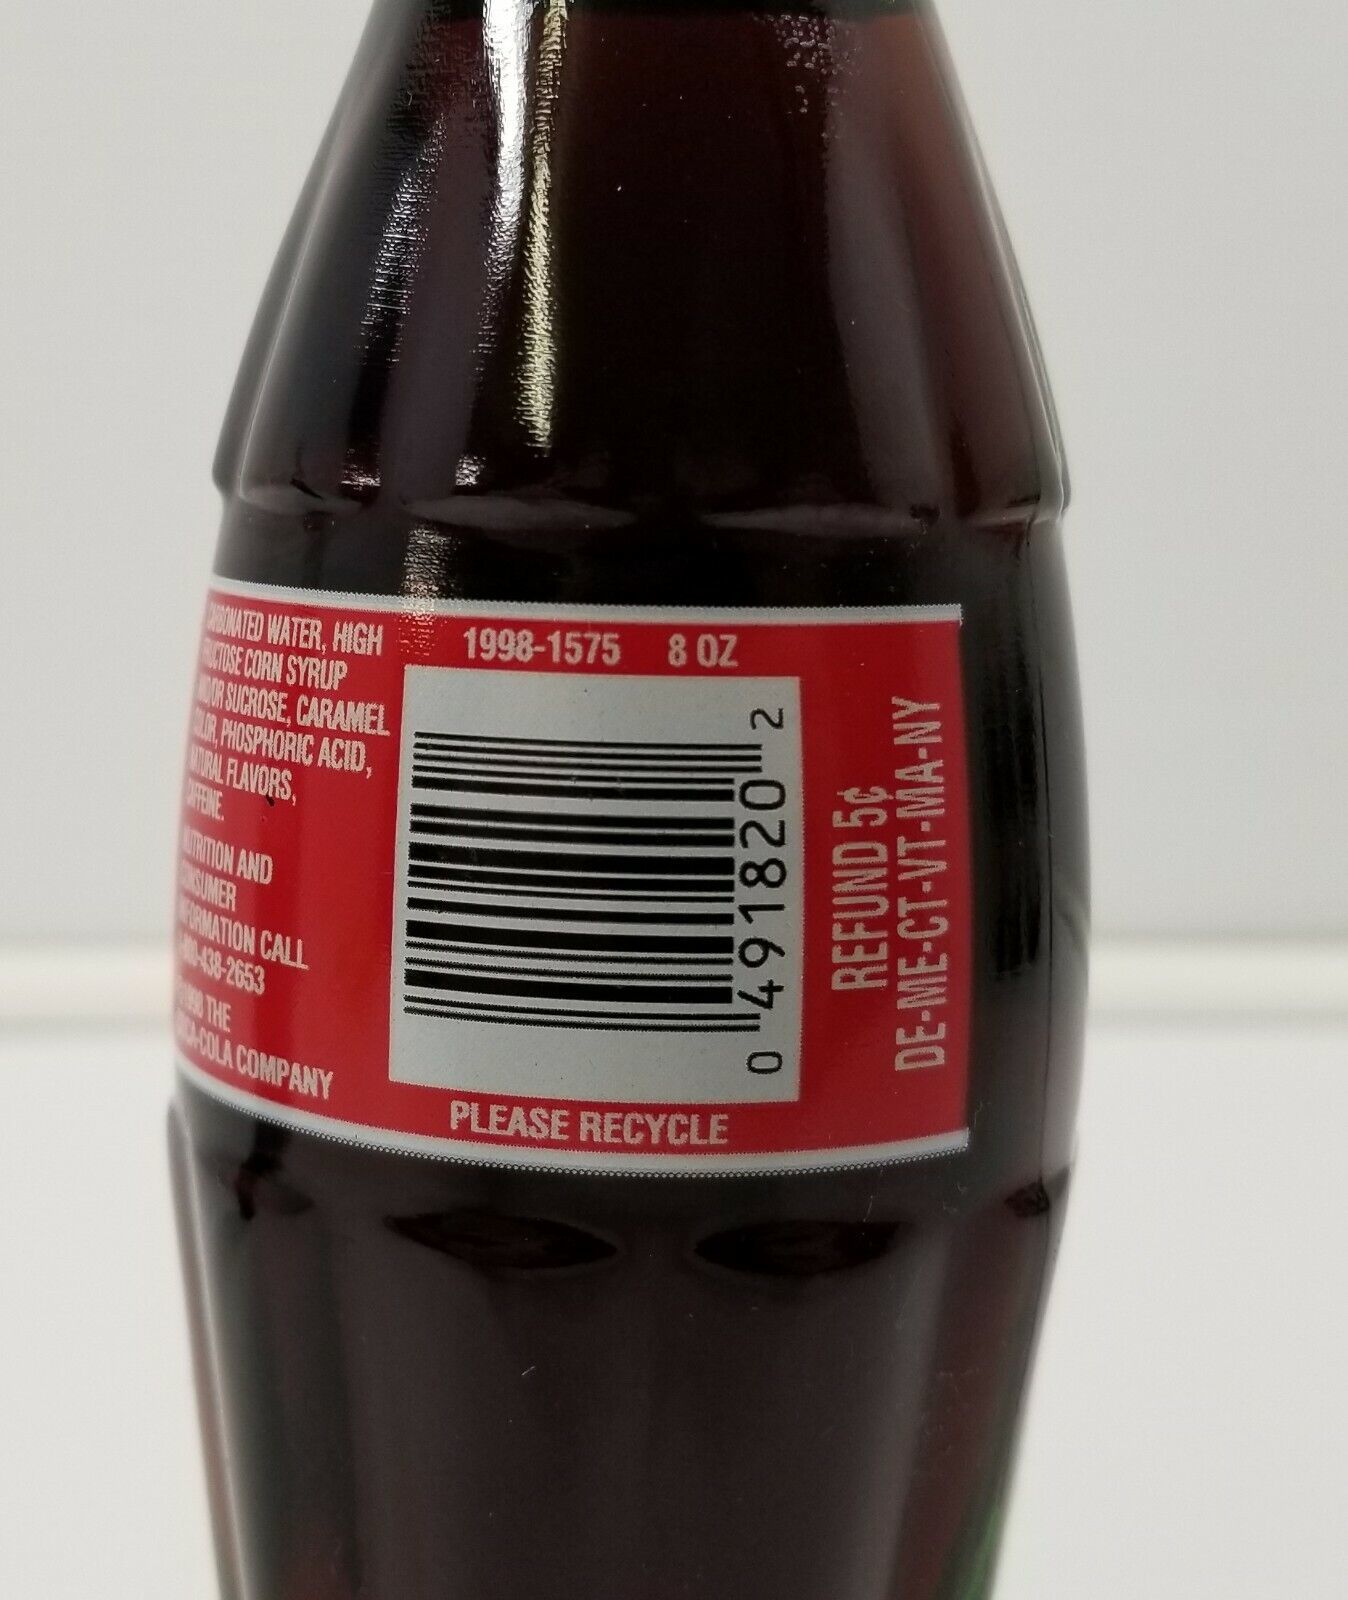 CARBONATED WATER, HIGH
FRUCTOSE CORN SYRUP
AND/OR SUCROSE, CARAMEL
COLOR, PHOSPHORIC ACID,
NATURAL FLAVORS,
CAFFEINE.
NUTRITION AND
CONSUMER
INFORMATION CALL
1-800-438-2653
©1998 THE
COCA-COLA COMPANY
1998-1575 8 OZ
0 491820 2
PLEASE RECYCLE
REFUND 5¢
DE-ME-CT-VT-MA-NY